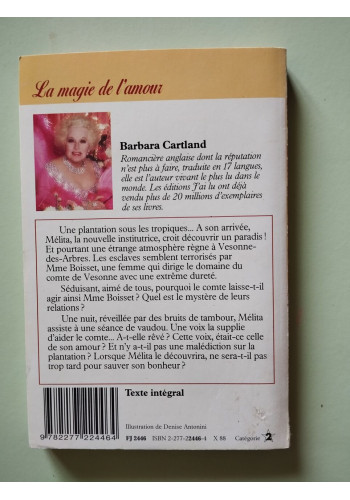 La magie de l'amour
Barbara Cartland
Romancière anglaise dont la réputation
n'est plus à faire, traduite en 17 langues,
elle est l'auteur vivant le plus lu dans le
monde. Les éditions J'ai lu ont déjà
vendu plus de 20 millions d'exemplaires
de ses livres.
Une plantation sous les tropiques... A son arrivée,
Mélita, la nouvelle institutrice, croit découvrir un paradis !
Et pourtant une étrange atmosphère règne à Vesonne-
des-Arbres. Les esclaves semblent terrorisés par
Mme Boisset, une femme qui dirige le domaine du
comte de Vesonne avec une extrême dureté.
Séduisant, aimé de tous, pourquoi le comte laisse-t-il
agir ainsi Mme Boisset ? Quel est le mystère de leurs
relations ?
Une nuit, réveillée par des bruits de tambour, Mélita
assiste à une séance de vaudou. Une voix la supplie
d'aider le comte... A-t-elle rêvé ? Cette voix, était-ce celle
de son amour ? Et n'y a-t-il pas une malédiction sur la
plantation ? Lorsque Mélita le découvrira, ne sera-t-il pas
trop tard pour sauver son bonheur ?
Texte intégral
Illustration de Denise Antonini
9 782277 224464
FJ 2446 ISBN 2-277-22446-4 X 88 Catégorie 2